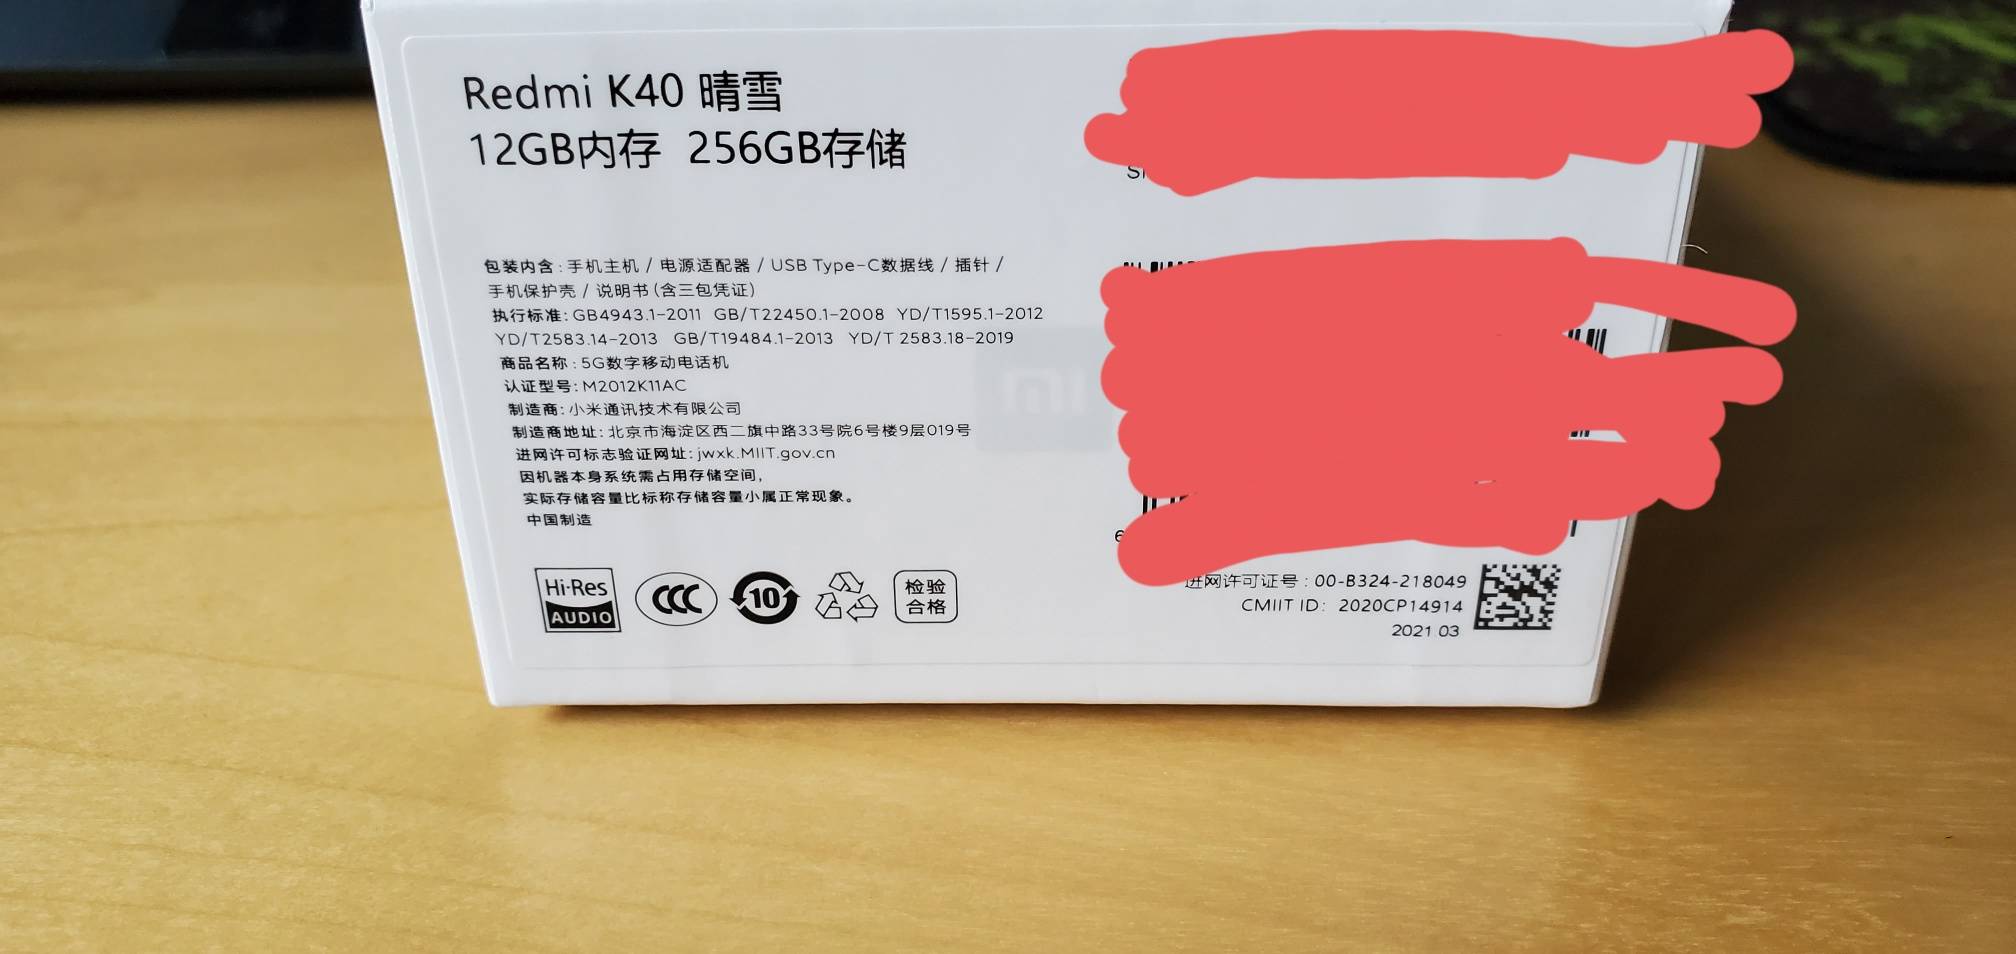 Redmi K40 晴雪
12GB内存 256GB存储
包装内含:手机主机 / 电源适配器 / USB Type-C数据线 / 插针 /
手机保护壳 / 说明书(含三包凭证)
执行标准:GB4943.1-2011 GB/T22450.1-2008 YD/T1595.1-2012
YD/T2583.14-2013 GB/T19484.1-2013 YD/T 2583.18-2019
商品名称:5G数字移动电话机
认证型号:M2012K11AC
制造商:小米通讯技术有限公司
制造商地址:北京市海淀区西二旗中路33号院6号楼9层019号
进网许可标志验证网址:jwxk.MIIT.gov.cn
因机器本身系统需占用存储空间,
实际存储容量比标称存储容量小属正常现象。
中国制造
mi
Hi-Res
AUDIO
CCC
10
检验
合格
进网许可证号:00-B324-218049
CMIIT ID: 2020CP14914
2021.03